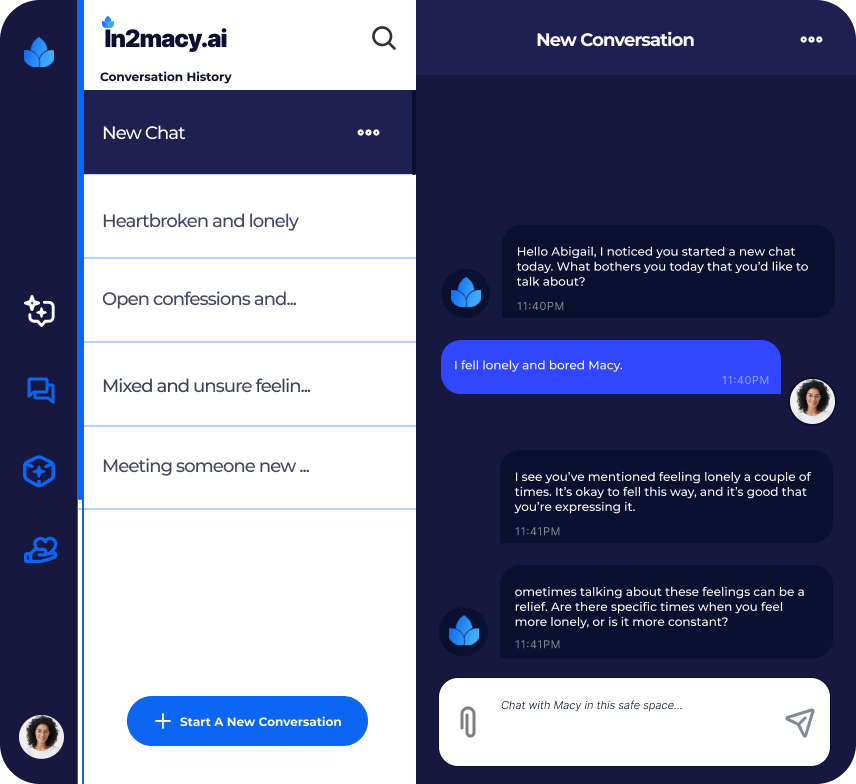 In2macy.ai
Conversation History
New Chat
Heartbroken and lonely
Open confessions and...
Mixed and unsure feelin...
Meeting someone new ...
Start A New Conversation
New Conversation
Hello Abigail, I noticed you started a new chat
today. What bothers you today that you’d like to
talk about?
11:40PM
I fell lonely and bored Macy.
11:40PM
I see you’ve mentioned feeling lonely a couple of
times. It’s okay to fell this way, and it’s good that
you’re expressing it.
11:41PM
ometimes talking about these feelings can be a
relief. Are there specific times when you feel
more lonely, or is it more constant?
11:41PM
Chat with Macy in this safe space...